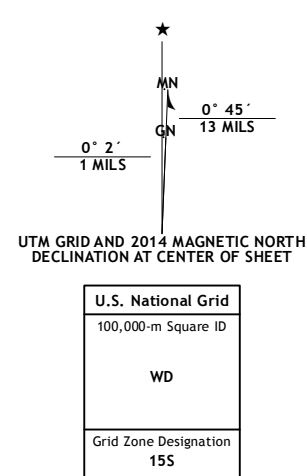 ★
MN
0° 45´
GN
13 MILS
0° 2´
1 MILS
UTM GRID AND 2014 MAGNETIC NORTH
DECLINATION AT CENTER OF SHEET
U.S. National Grid
100,000-m Square ID
WD
Grid Zone Designation
15S